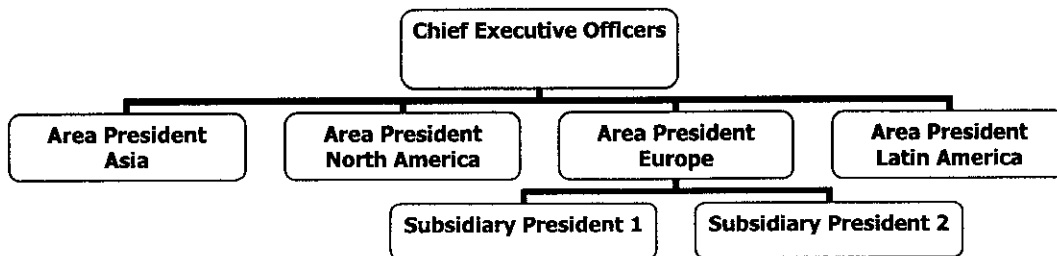 Chief Executive Officers
Area President
Asia
Area President
North America
Area President
Europe
Area President
Latin America
Subsidiary President 1
Subsidiary President 2